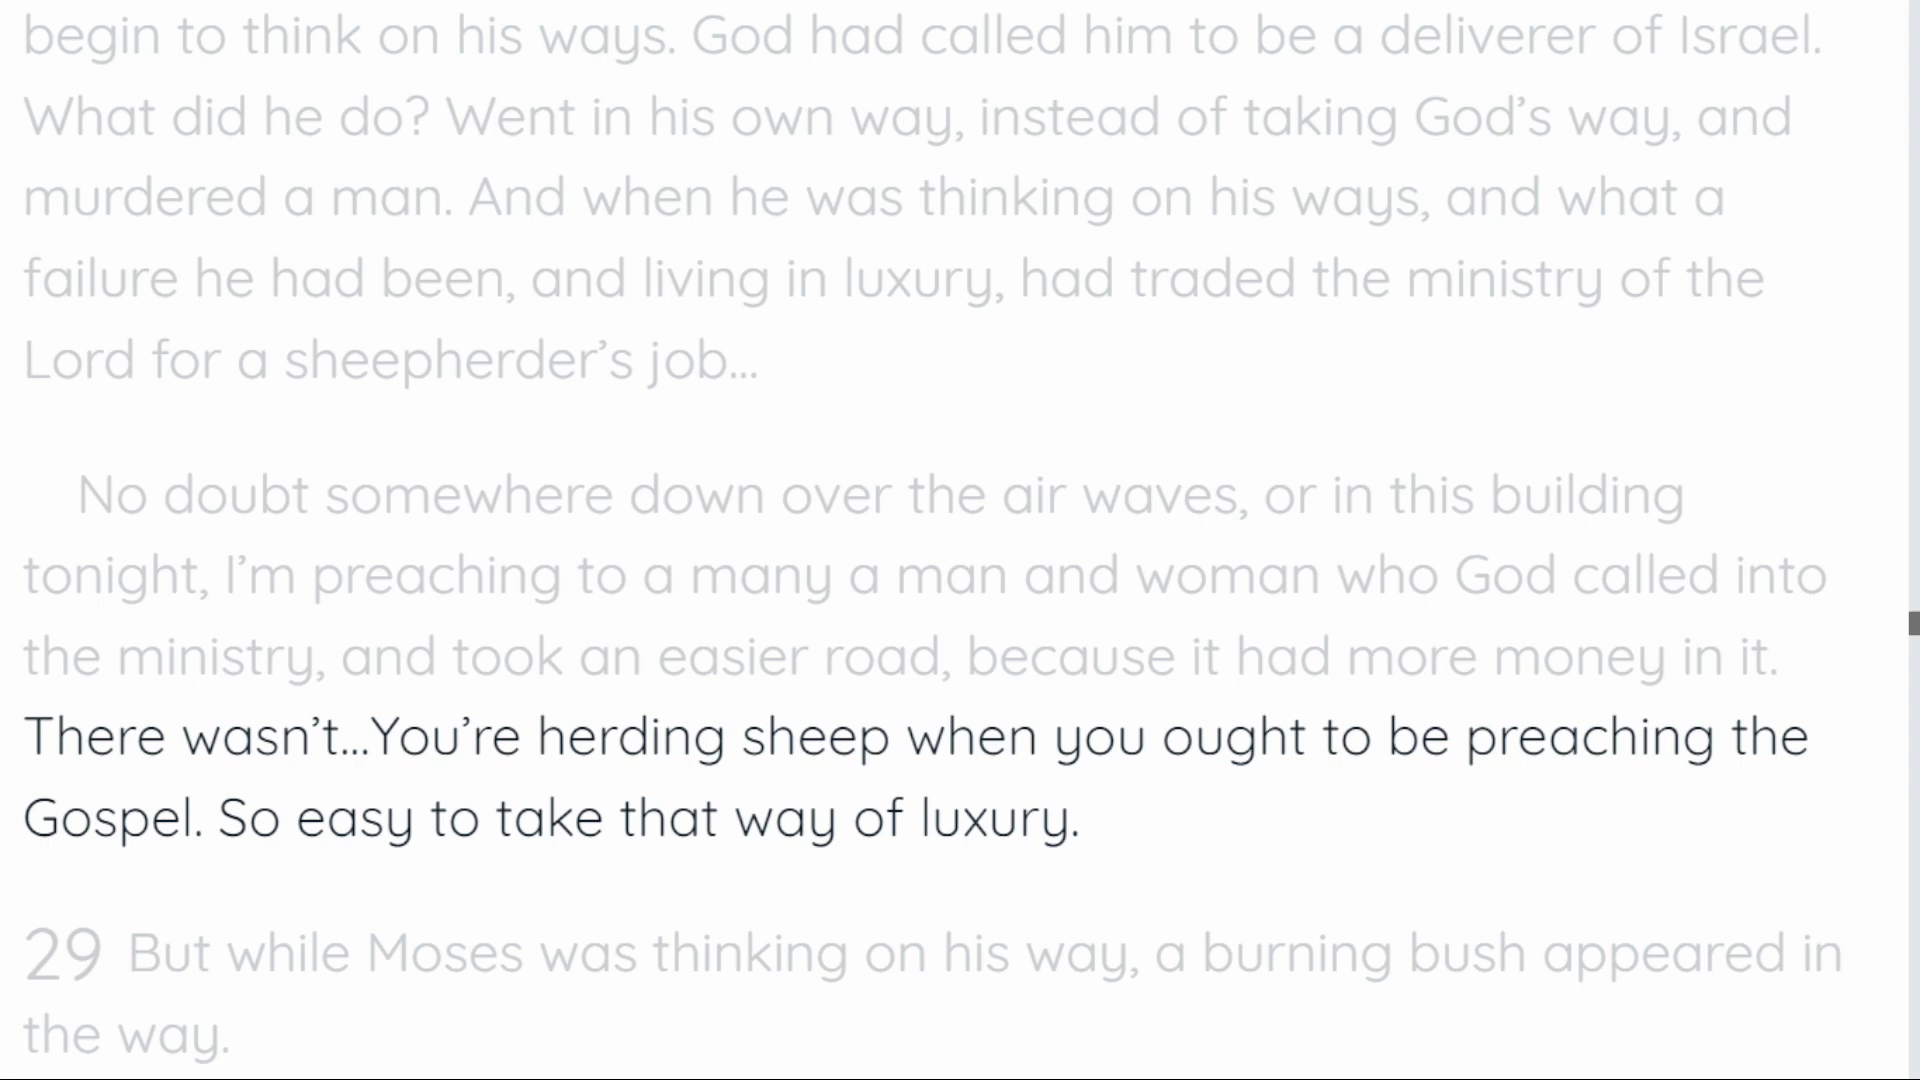 begin to think on his ways. God had called him to be a deliverer of Israel.
What did he do? Went in his own way, instead of taking God’s way, and
murdered a man. And when he was thinking on his ways, and what a
failure he had been, and living in luxury, had traded the ministry of the
Lord for a sheepherder’s job...
No doubt somewhere down over the air waves, or in this building
tonight, I’m preaching to a many a man and woman who God called into
the ministry, and took an easier road, because it had more money in it.
There wasn’t...You’re herding sheep when you ought to be preaching the
Gospel. So easy to take that way of luxury.
29 But while Moses was thinking on his way, a burning bush appeared in
the way.